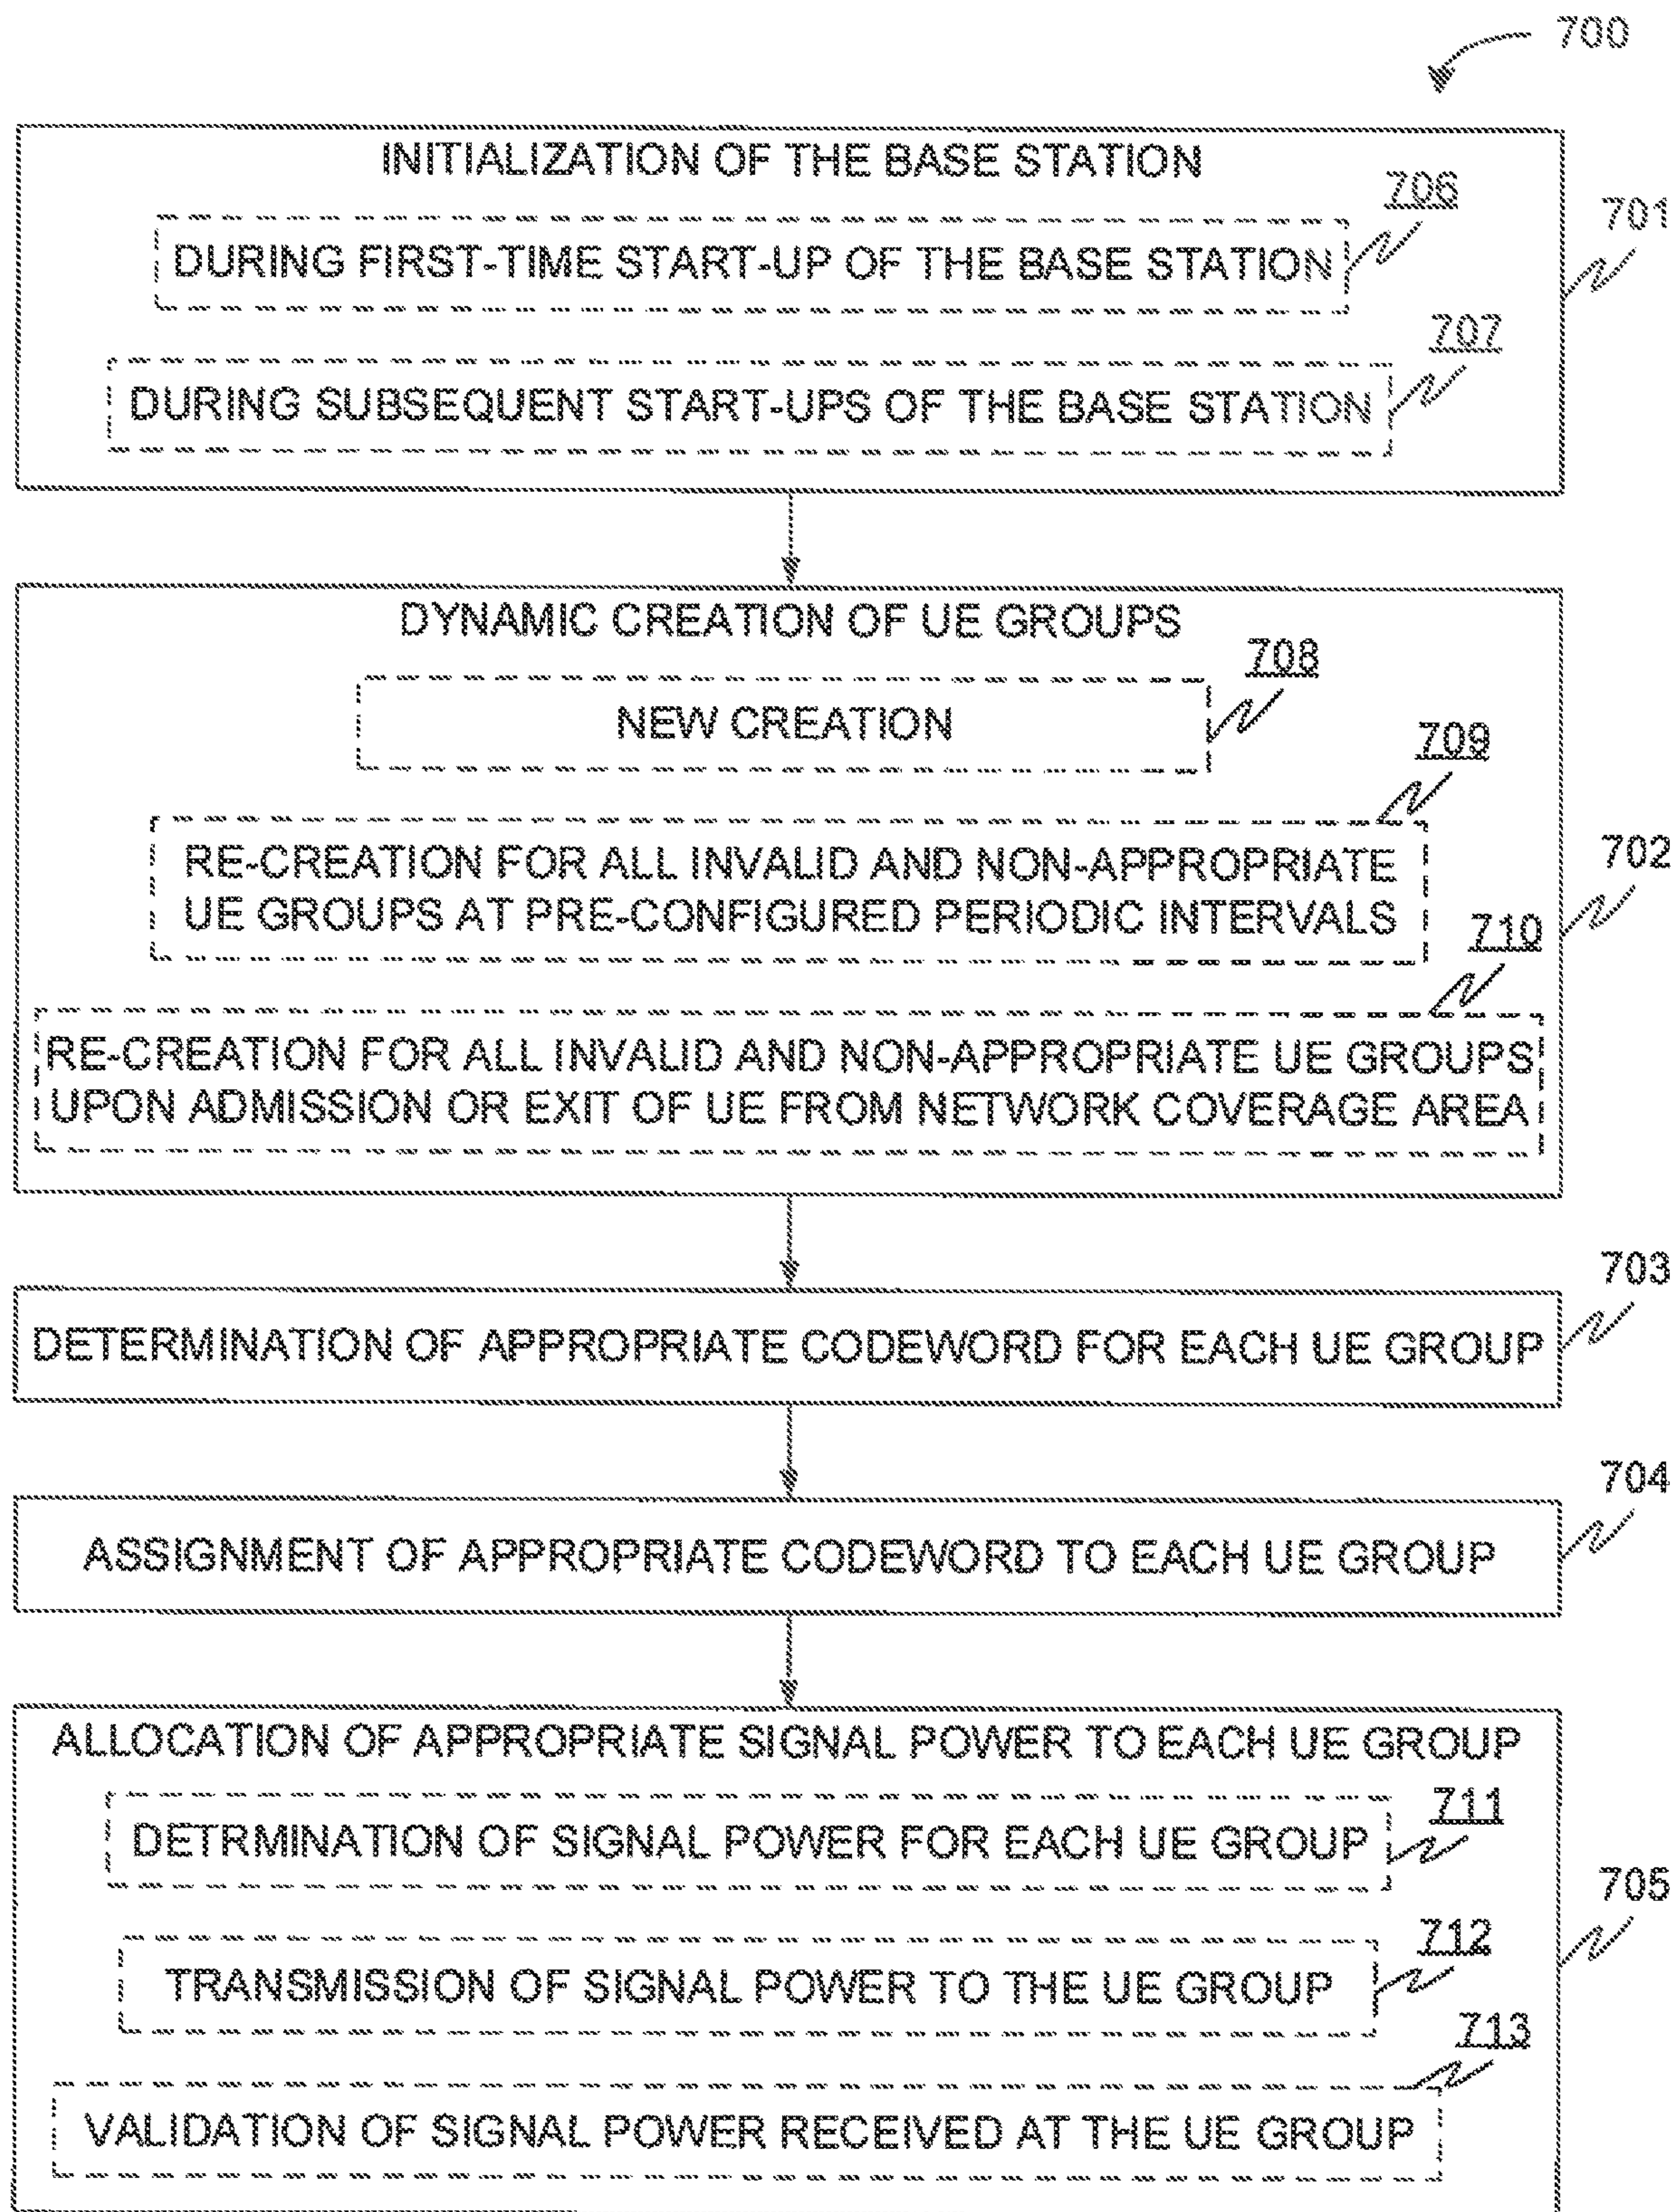 700
INITIALIZATION OF THE BASE STATION
706
701
DURING FIRST-TIME START-UP OF THE BASE STATION
707
DURING SUBSEQUENT START-UPS OF THE BASE STATION
DYNAMIC CREATION OF UE GROUPS
708
NEW CREATION
709
702
RE-CREATION FOR ALL INVALID AND NON-APPROPRIATE
UE GROUPS AT PRE-CONFIGURED PERIODIC INTERVALS
710
RE-CREATION FOR ALL INVALID AND NON-APPROPRIATE UE GROUPS
UPON ADMISSION OR EXIT OF UE FROM NETWORK COVERAGE AREA
703
DETERMINATION OF APPROPRIATE CODEWORD FOR EACH UE GROUP
704
ASSIGNMENT OF APPROPRIATE CODEWORD TO EACH UE GROUP
ALLOCATION OF APPROPRIATE SIGNAL POWER TO EACH UE GROUP
711
DETRMINATION OF SIGNAL POWER FOR EACH UE GROUP
705
712
TRANSMISSION OF SIGNAL POWER TO THE UE GROUP
713
VALIDATION OF SIGNAL POWER RECEIVED AT THE UE GROUP